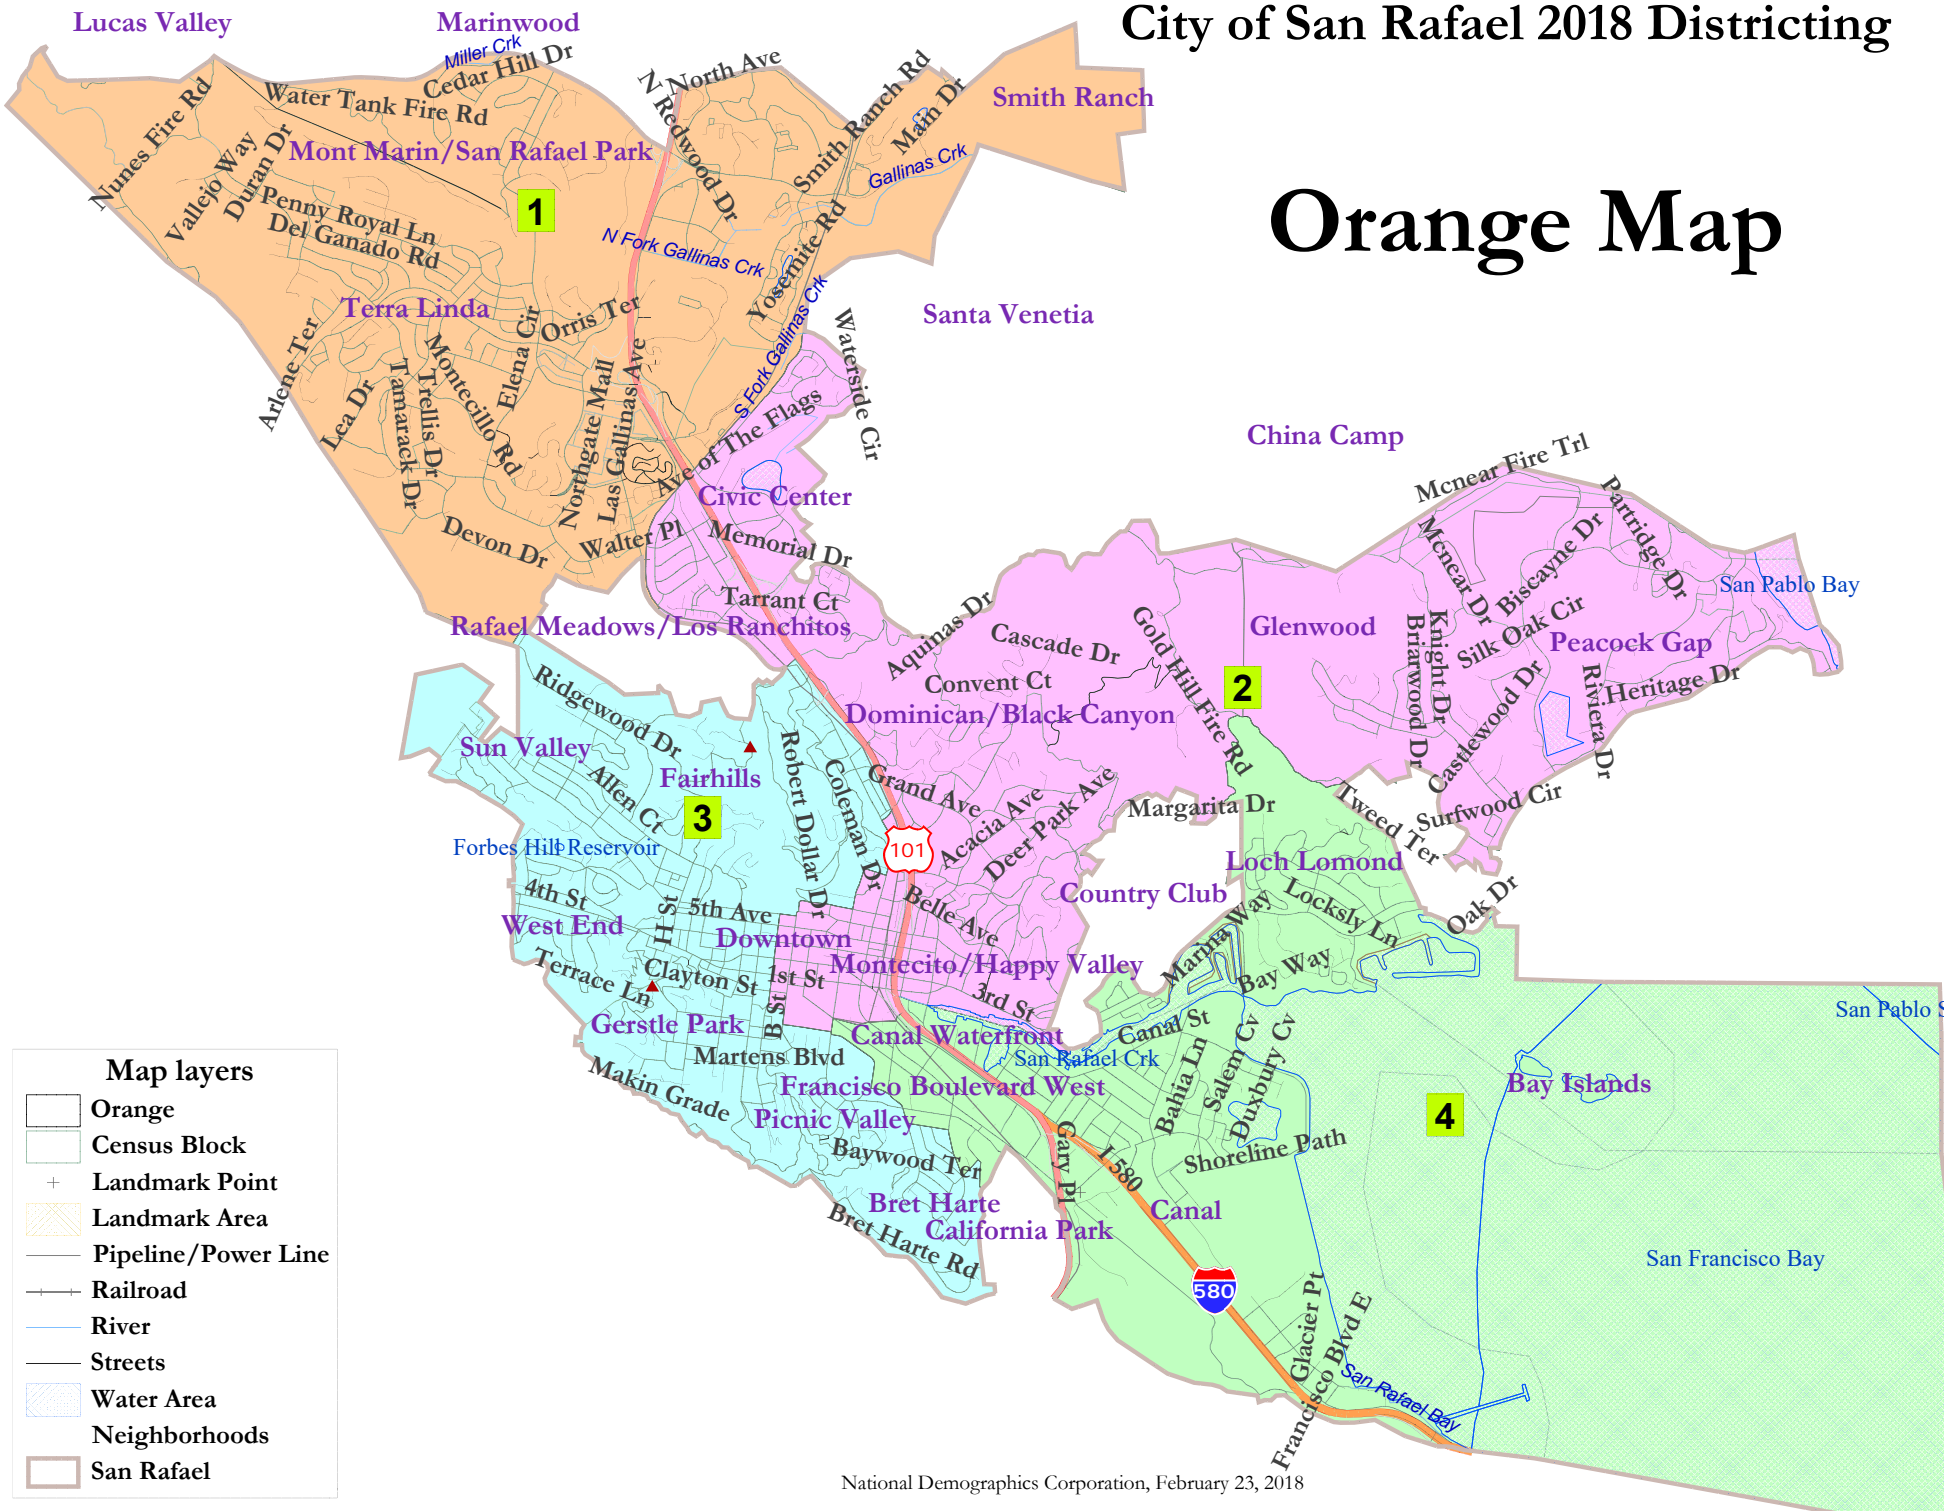 City of San Rafael 2018 Districting
Orange Map
Lucas Valley
Marinwood
Miller Crk
Cedar Hill Dr
Water Tank Fire Rd
Nunes Fire Rd
N Redwood Dr
North Ave
Smith Ranch Rd
Main Dr
Smith Ranch
Mont Marin/San Rafael Park
Gallinas Crk
Vallejo Way
Duran Dr
Penny Royal Ln
Del Ganado Rd
1
N Fork Gallinas Crk
Yosemite Rd
S Fork Gallinas Crk
Terra Linda
Orris Ter
Elena Cir
Santa Venetia
Waterside Cir
Arlene Ter
Lea Dr
Tamarack Dr
Trellis Dr
Montecillo Rd
Northgate Mall
Las Gallinas Ave
Ave of The Flags
Civic Center
China Camp
Mcnear Fire Trl
Partridge Dr
Devon Dr
Walter Pl
Memorial Dr
Mcnear Dr
Biscayne Dr
San Pablo Bay
Tarrant Ct
Rafael Meadows/Los Ranchitos
Aquinas Dr
Cascade Dr
Gold Hill Fire Rd
Glenwood
Knight Dr
Briarwood Dr
Silk Oak Cir
Peacock Gap
Convent Ct
2
Castlewood Dr
Riviera Dr
Heritage Dr
Ridgewood Dr
Dominican/Black Canyon
Sun Valley
Fairhills
Allen Ct
Robert Dollar Dr
Coleman Dr
Grand Ave
Acacia Ave
Deer Park Ave
Margarita Dr
Tweed Ter
Surfwood Cir
3
Forbes Hill Reservoir
101
Loch Lomond
4th St
West End
H St
5th Ave
Downtown
Belle Ave
Country Club
Marina Way
Locksly Ln
Oak Dr
Terrace Ln
Clayton St
1st St
Montecito/Happy Valley
Bay Way
3rd St
B St
Gerstle Park
Canal Waterfront
Canal St
San Pablo S
Martens Blvd
San Rafael Crk
Bahia Ln
Salem Cv
Duxbury Cv
Makin Grade
Francisco Boulevard West
Bay Islands
Picnic Valley
4
Baywood Ter
Gary Pl
I 580
Shoreline Path
Bret Harte
California Park
Canal
Bret Harte Rd
San Francisco Bay
580
Glacier Pt
Francisco Blvd E
San Rafael Bay
Map layers
Orange
Census Block
Landmark Point
Landmark Area
Pipeline/Power Line
Railroad
River
Streets
Water Area
Neighborhoods
San Rafael
National Demographics Corporation, February 23, 2018